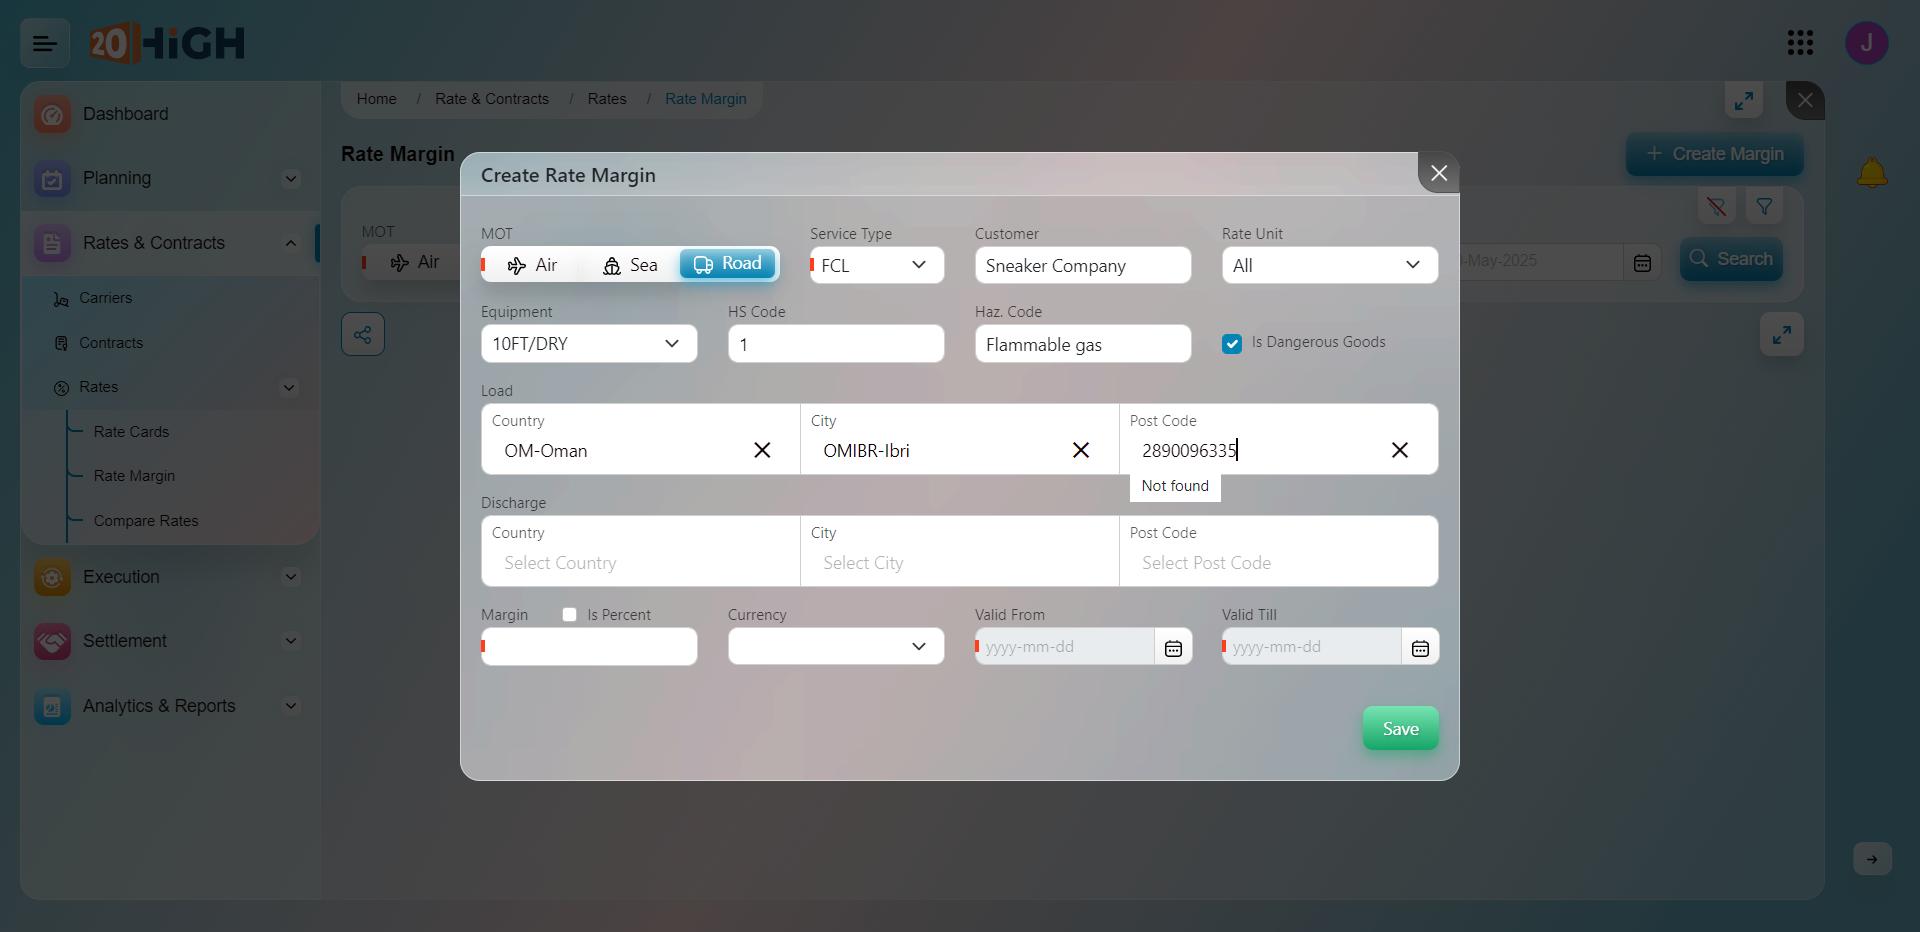 20HiGH
J
Dashboard
Planning
Rates & Contracts
Carriers
Contracts
Rates
Rate Cards
Rate Margin
Compare Rates
Execution
Settlement
Analytics & Reports
Home / Rate & Contracts / Rates / Rate Margin
Rate Margin
+ Create Margin
MOT
Air
-May-2025
Search
Create Rate Margin
MOT
Service Type
Customer
Rate Unit
Air
Sea
Road
FCL
Sneaker Company
All
Equipment
HS Code
Haz. Code
10FT/DRY
1
Flammable gas
Is Dangerous Goods
Load
Country
City
Post Code
OM-Oman
OMIBR-Ibri
2890096335
Not found
Discharge
Country
City
Post Code
Select Country
Select City
Select Post Code
Margin
Is Percent
Currency
Valid From
Valid Till
yyyy-mm-dd
yyyy-mm-dd
Save